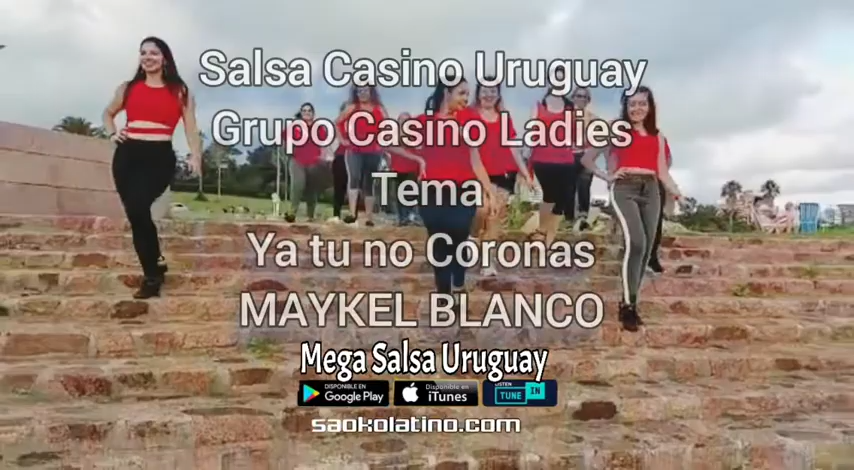 Salsa Casino Uruguay
Grupo Casino Ladies
Tema
Ya tu no Coronas
MAYKEL BLANCO
Mega Salsa Uruguay
DISPONIBLE EN Google Play
Disponible en iTunes
LISTEN TUNE IN
saokolatino.com